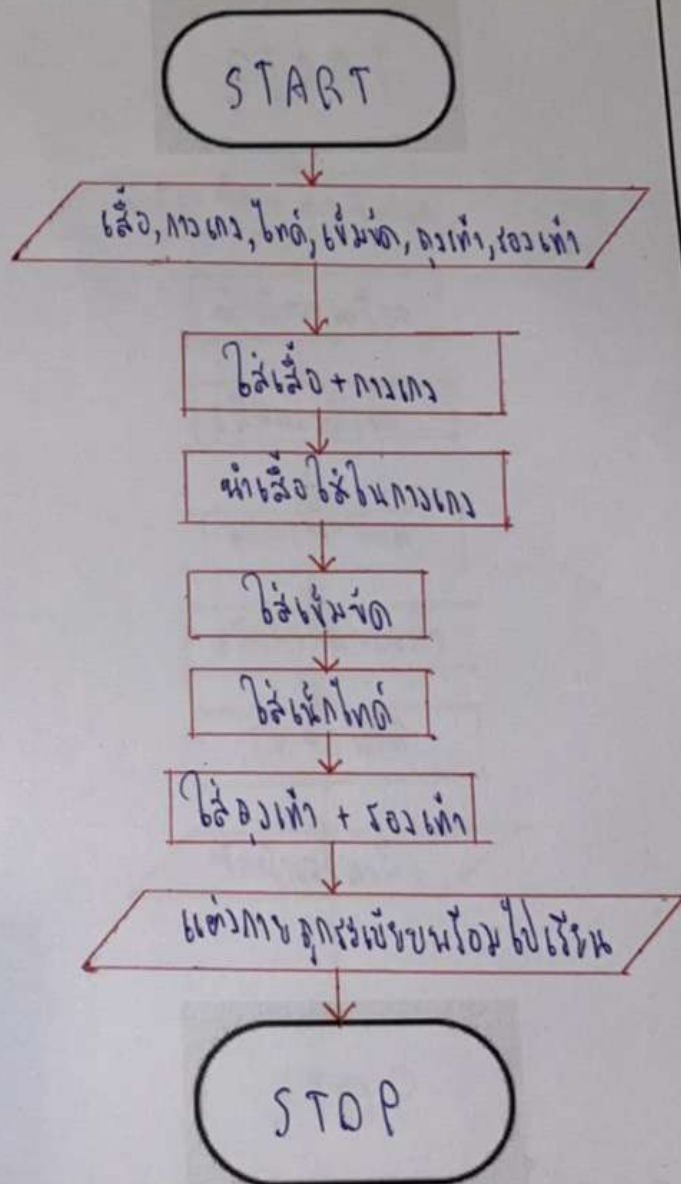 START
เสื้อ, กางเกง, ไทด์, เข็มขัด, ถุงเท้า, รองเท้า
ใส่เสื้อ + กางเกง
นำเสื้อใส่ในกางเกง
ใส่เข็มขัด
ใส่เน็กไทด์
ใส่ถุงเท้า + รองเท้า
แต่งกายถูกระเบียบพร้อมไปเรียน
STOP